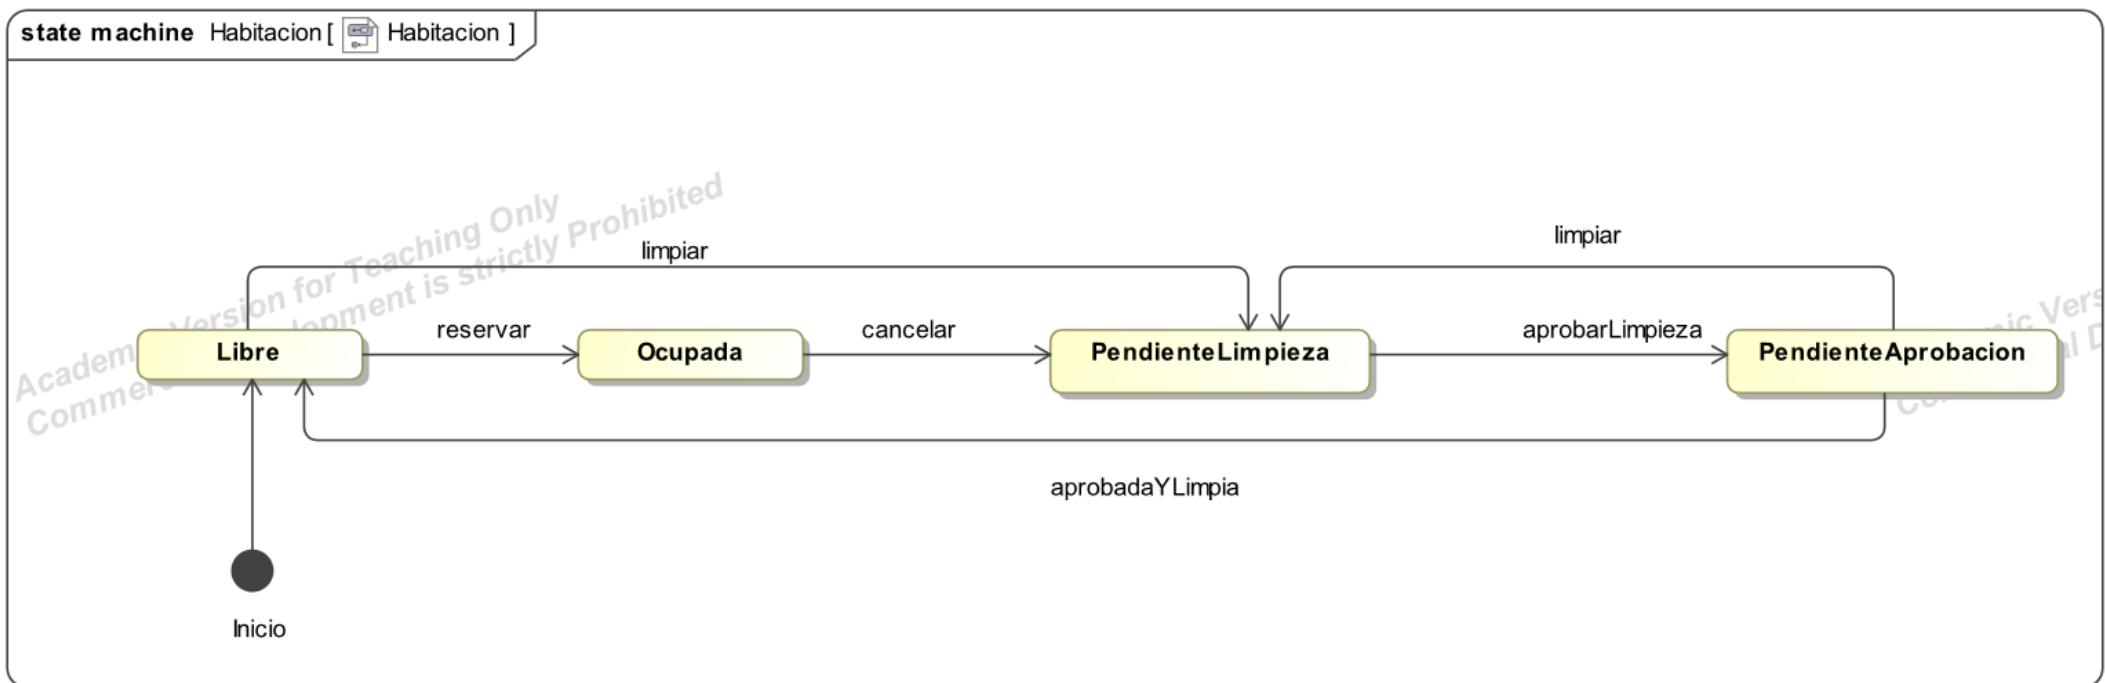 state machine Habitacion [ Habitacion ]
Academic Version for Teaching Only
Commercial Development is strictly Prohibited
limpiar
limpiar
reservar
cancelar
aprobarLimpieza
Libre
Ocupada
PendienteLimpieza
PendienteAprobacion
aprobadaYLimpia
Inicio